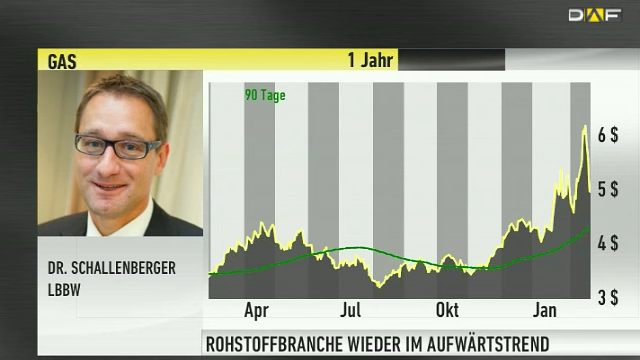 DAF
GAS
1 Jahr
90 Tage
6 $
5 $
4 $
3 $
Apr Jul Okt Jan
DR. SCHALLENBERGER
LBBW
ROHSTOFFBRANCHE WIEDER IM AUFWÄRTSTREND